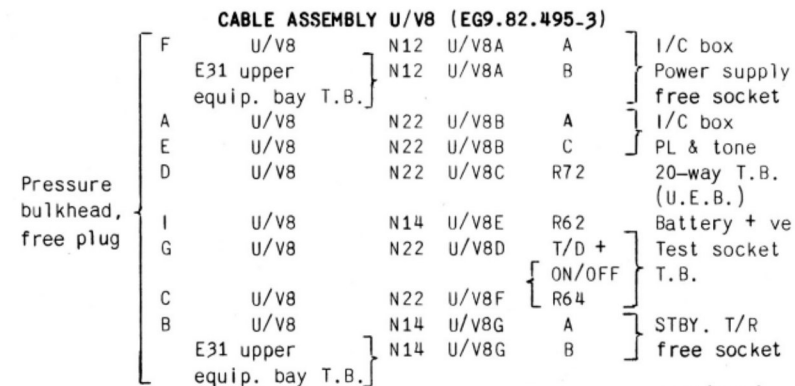 CABLE ASSEMBLY U/V8 (EG9.82.495-3)
F U/V8 N12 U/V8A A I/C box
E31 upper N12 U/V8A B Power supply
equip. bay T.B. free socket
A U/V8 N22 U/V8B A I/C box
E U/V8 N22 U/V8B C PL & tone
D U/V8 N22 U/V8C R72 20-way T.B.
Pressure (U.E.B.)
bulkhead, I U/V8 N14 U/V8E R62 Battery + ve
free plug G U/V8 N22 U/V8D T/D + Test socket
ON/OFF T.B.
C U/V8 N22 U/V8F R64
B U/V8 N14 U/V8G A STBY. T/R
E31 upper N14 U/V8G B free socket
equip. bay T.B.